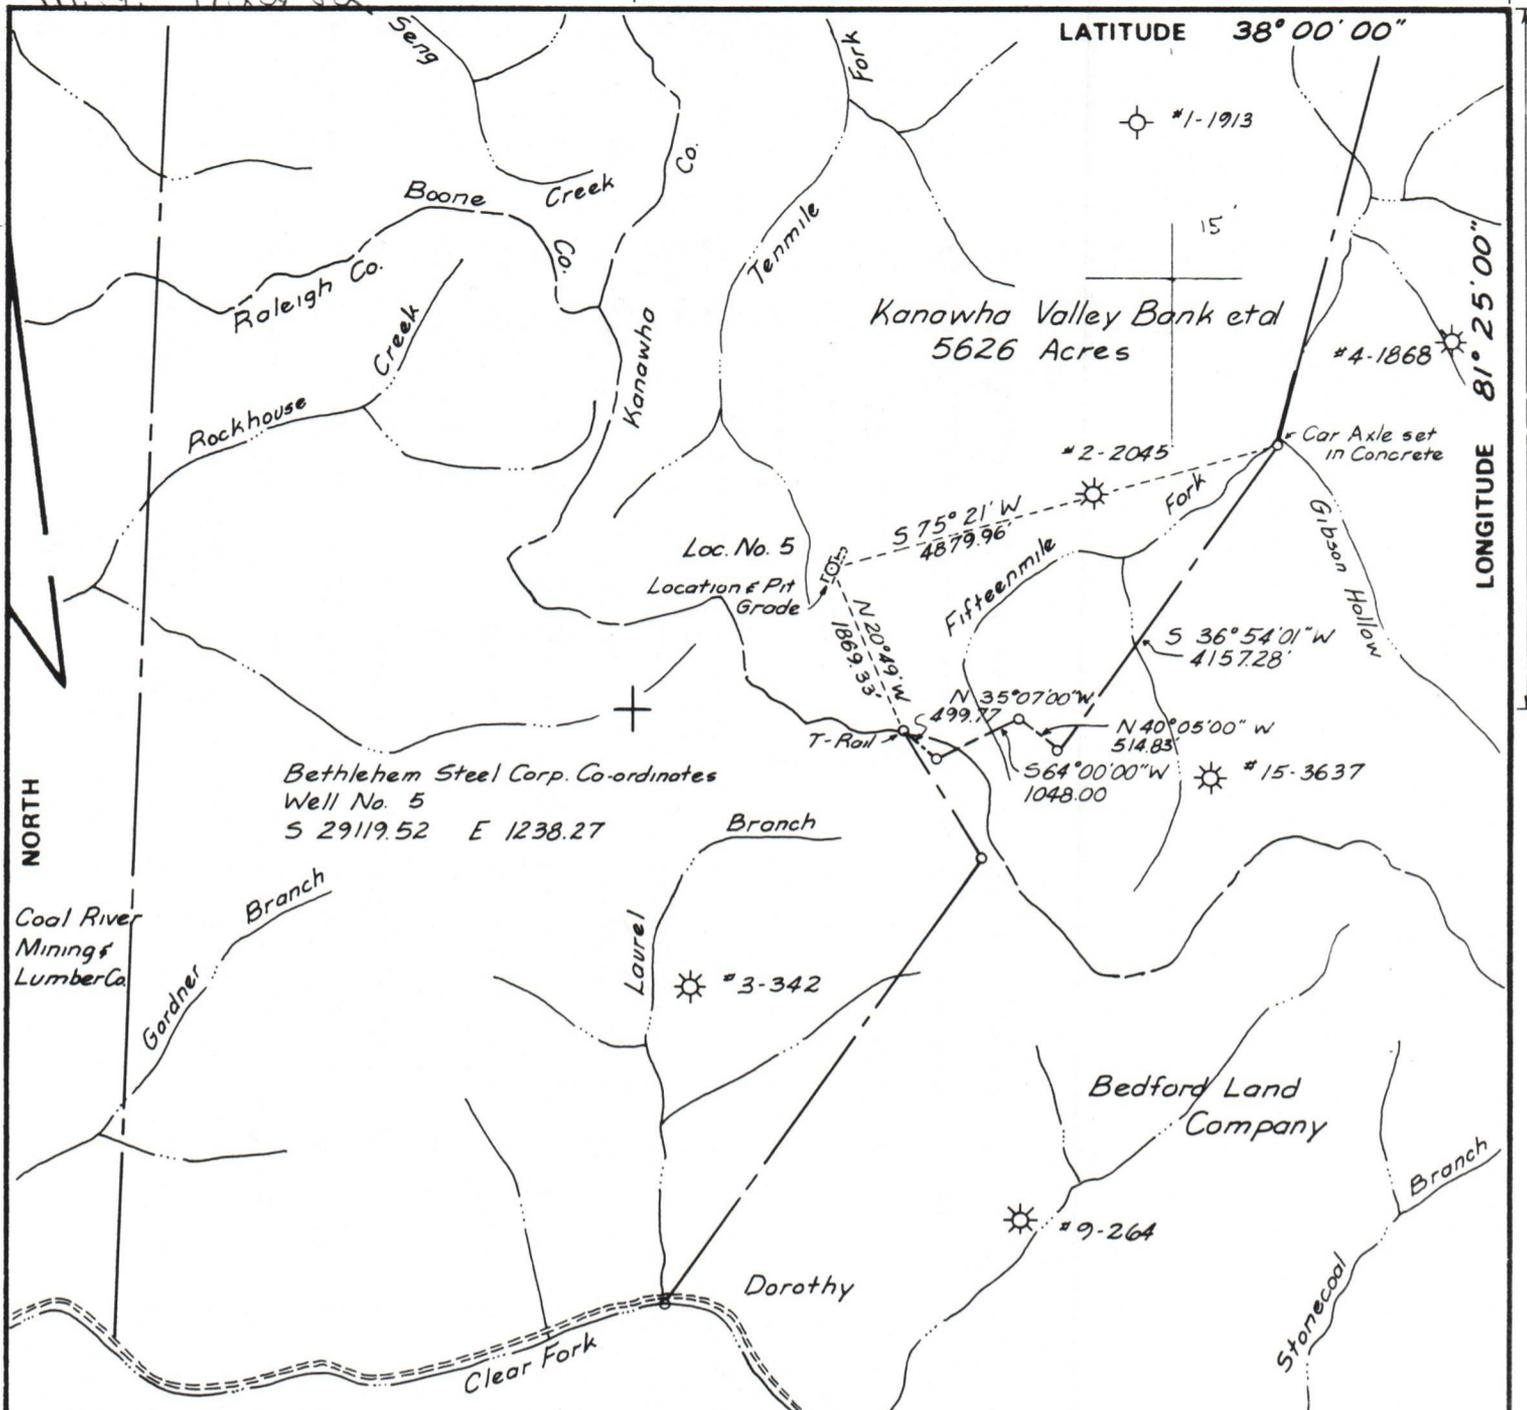 LATITUDE 38° 00' 00"
Seng
Creek
Fork
Tenmile
#1-1913
15'
Boone Co.
Raleigh Co.
Kanawha Co.
LONGITUDE 81° 25' 00"
Kanawha Valley Bank etal
5626 Acres
#4-1868
Rockhouse Creek
Car Axle set
in Concrete
#2-2045
S 75° 21' W
4879.96'
Fifteenmile Fork
Gibson Hollow
Loc. No. 5
Location & Pit
Grade
N 20° 49' W
1869.33'
S 36° 54' 01" W
4157.28'
N 35° 07' 00" W
499.77
T-Rail
N 40° 05' 00" W
514.83'
S 64° 00' 00" W
1048.00
#15-3637
Bethlehem Steel Corp. Co-ordinates
Well No. 5
S 29119.52 E 1238.27
NORTH
Coal River
Mining &
Lumber Co.
Gardner Branch
Laurel Branch
#3-342
Bedford Land
Company
#9-264
Stonecoal Branch
Dorothy
Clear Fork